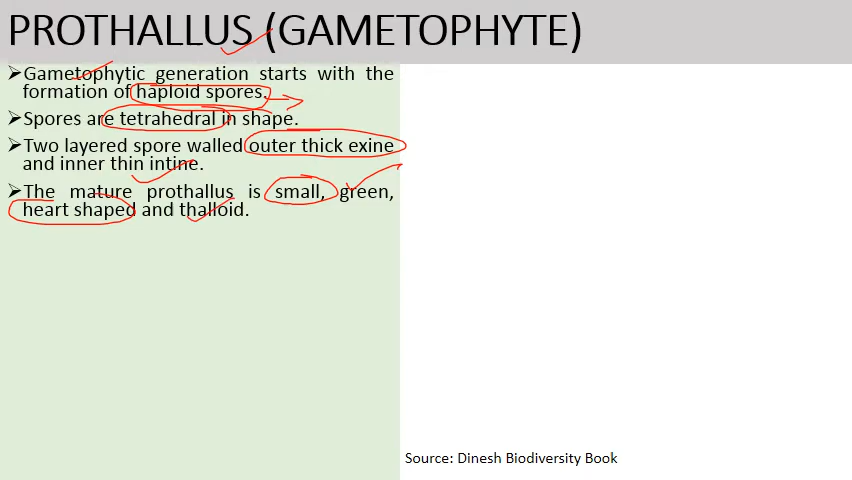 PROTHALLUS (GAMETOPHYTE)
➢Gametophytic generation starts with the
formation of haploid spores.
➢Spores are tetrahedral in shape.
➢Two layered spore walled outer thick exine
and inner thin intine.
➢The mature prothallus is small, green,
heart shaped and thalloid.
Source: Dinesh Biodiversity Book